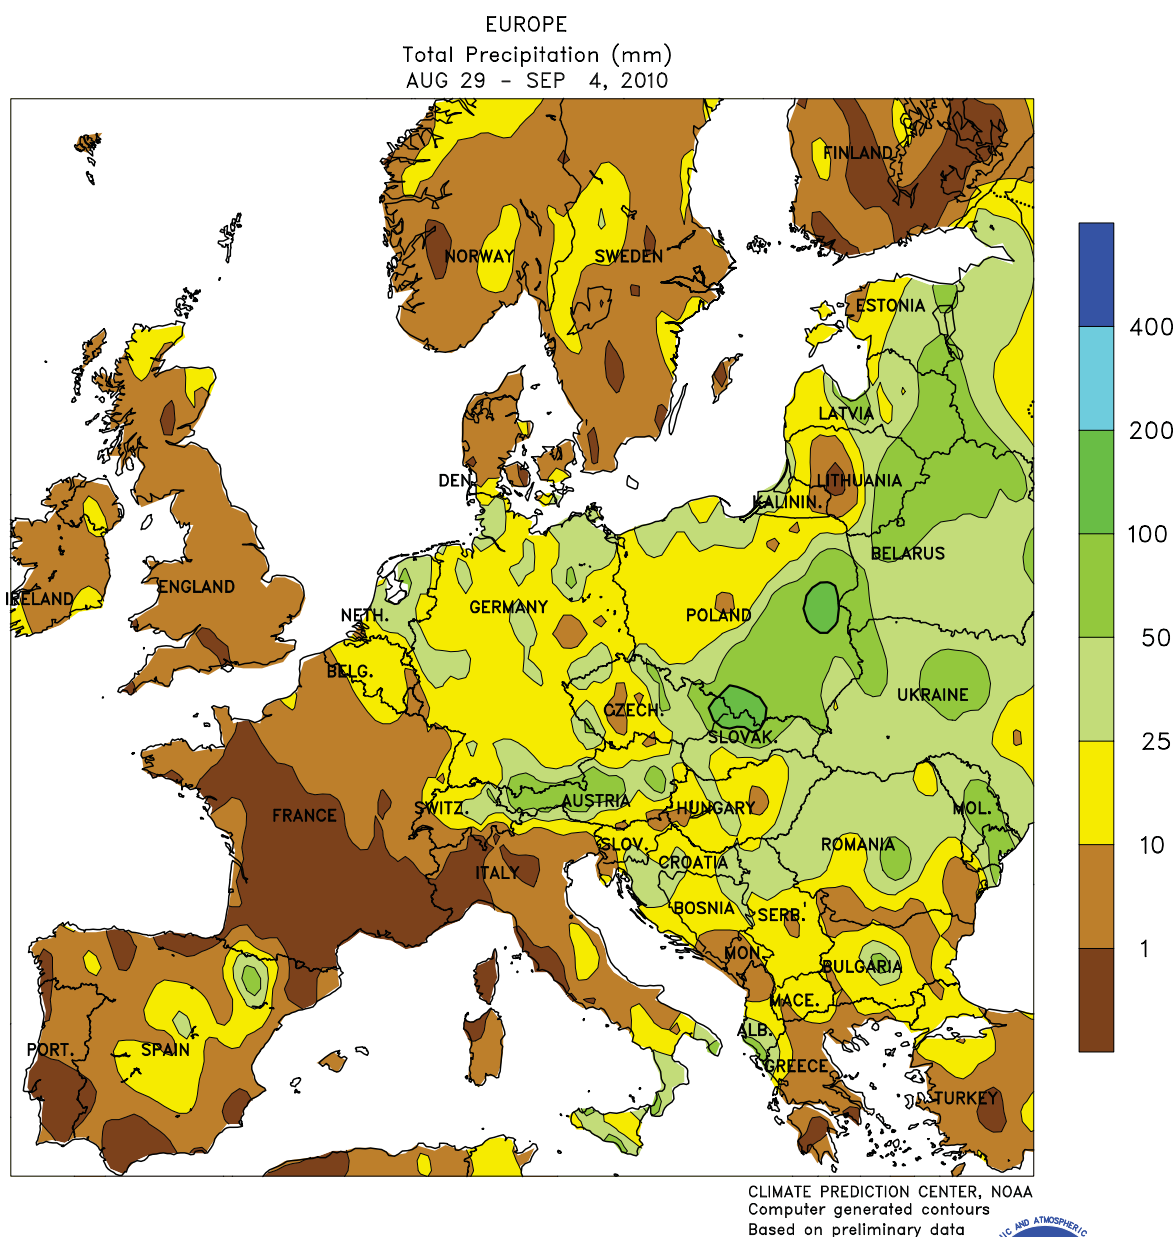 EUROPE
Total Precipitation (mm)
AUG 29 - SEP 4, 2010
FINLAND
NORWAY
SWEDEN
ESTONIA
400
LATVIA
200
DEN.
LITHUANIA
KALININ.
100
BELARUS
ENGLAND
IRELAND
NETH.
GERMANY
POLAND
50
BELG.
UKRAINE
CZECH.
SLOVAK.
25
FRANCE
SWITZ.
AUSTRIA
HUNGARY
MOL.
SLOV.
ROMANIA
10
CROATIA
ITALY
BOSNIA
SERB.
MON.
BULGARIA
1
MACE.
ALB.
PORT.
SPAIN
GREECE
TURKEY
CLIMATE PREDICTION CENTER, NOAA
Computer generated contours
Based on preliminary data
AND ATMOSPHERIC